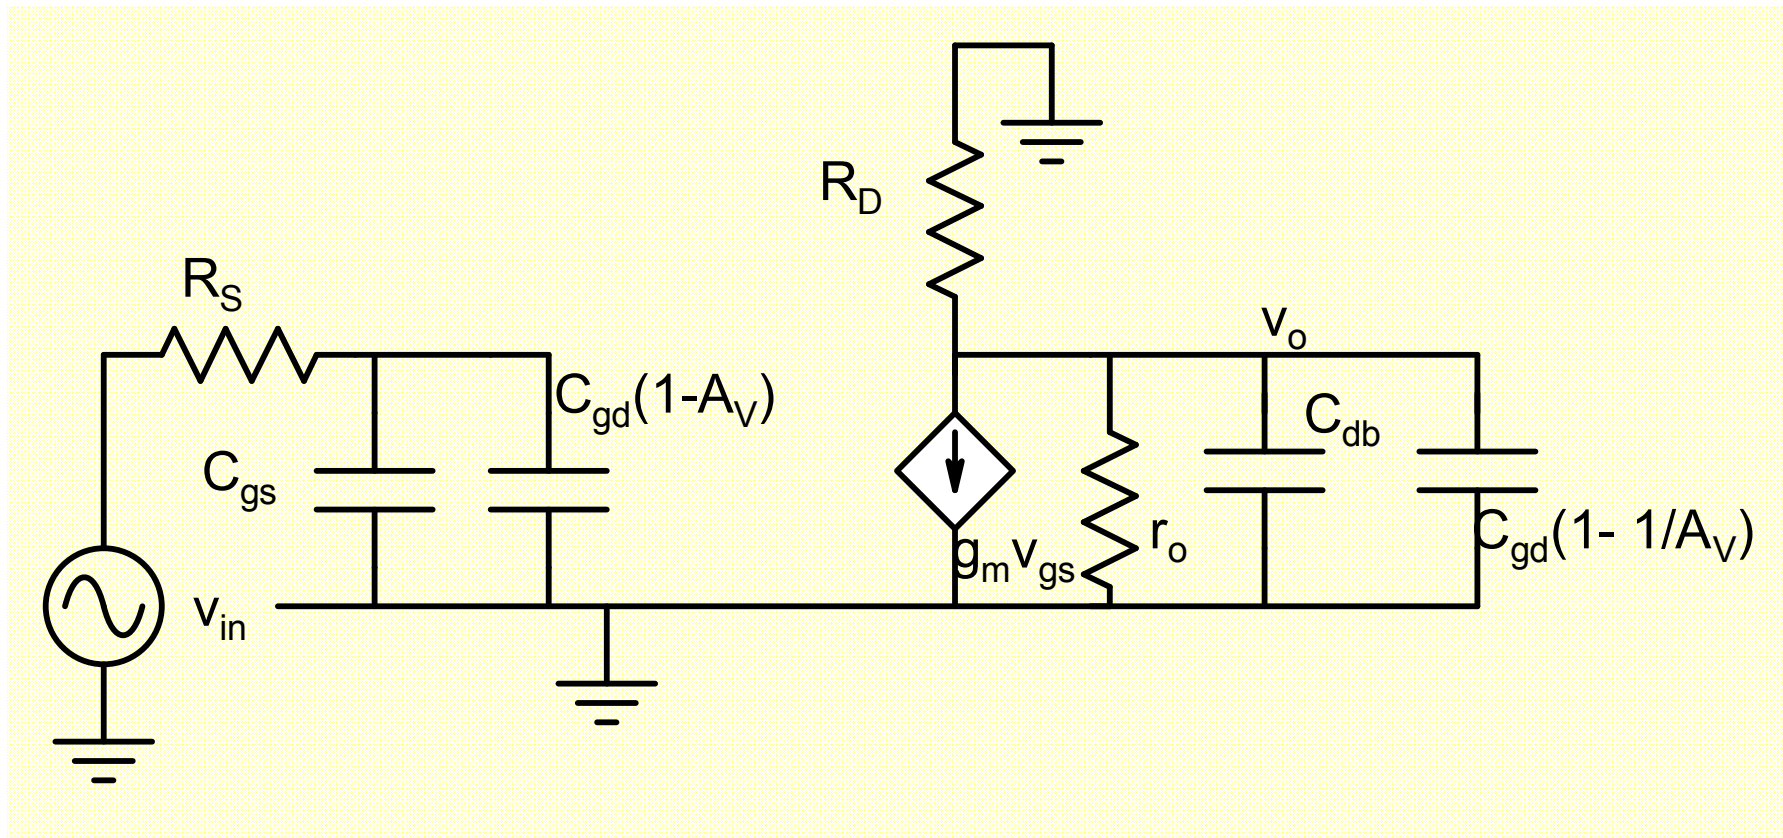 R_D
R_S
v_o
C_gd(1-A_V)
C_db
C_gs
g_m v_gs
r_o
C_gd(1- 1/A_V)
v_in